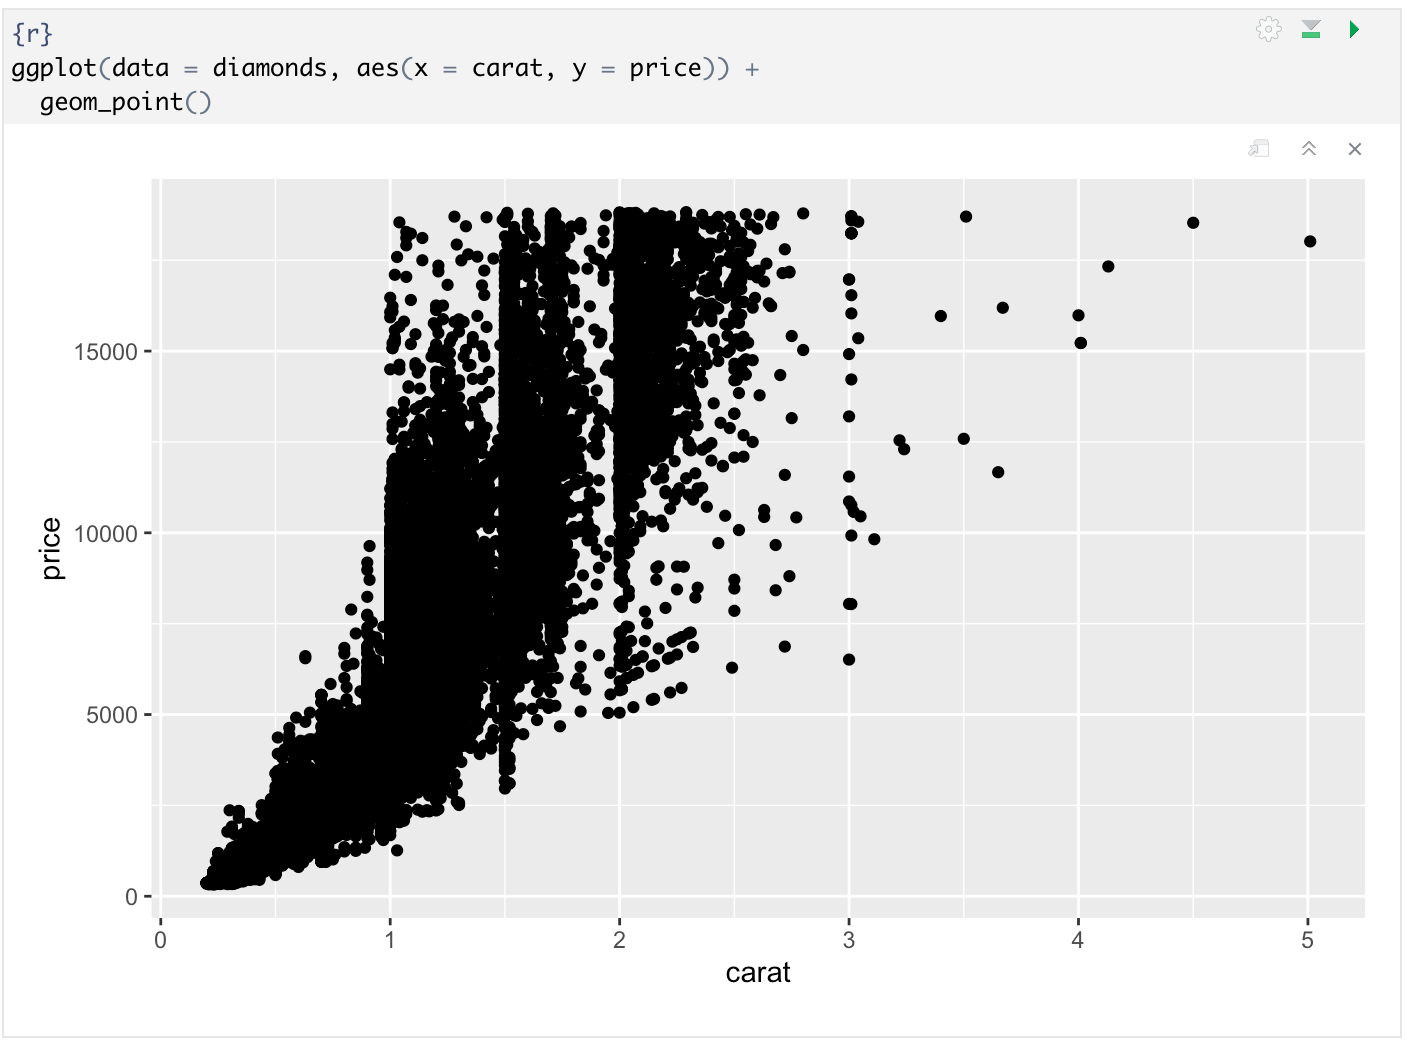 {r}
ggplot(data = diamonds, aes(x = carat, y = price)) +
  geom_point()
15000
10000
5000
0
price
0 1 2 3 4 5
carat